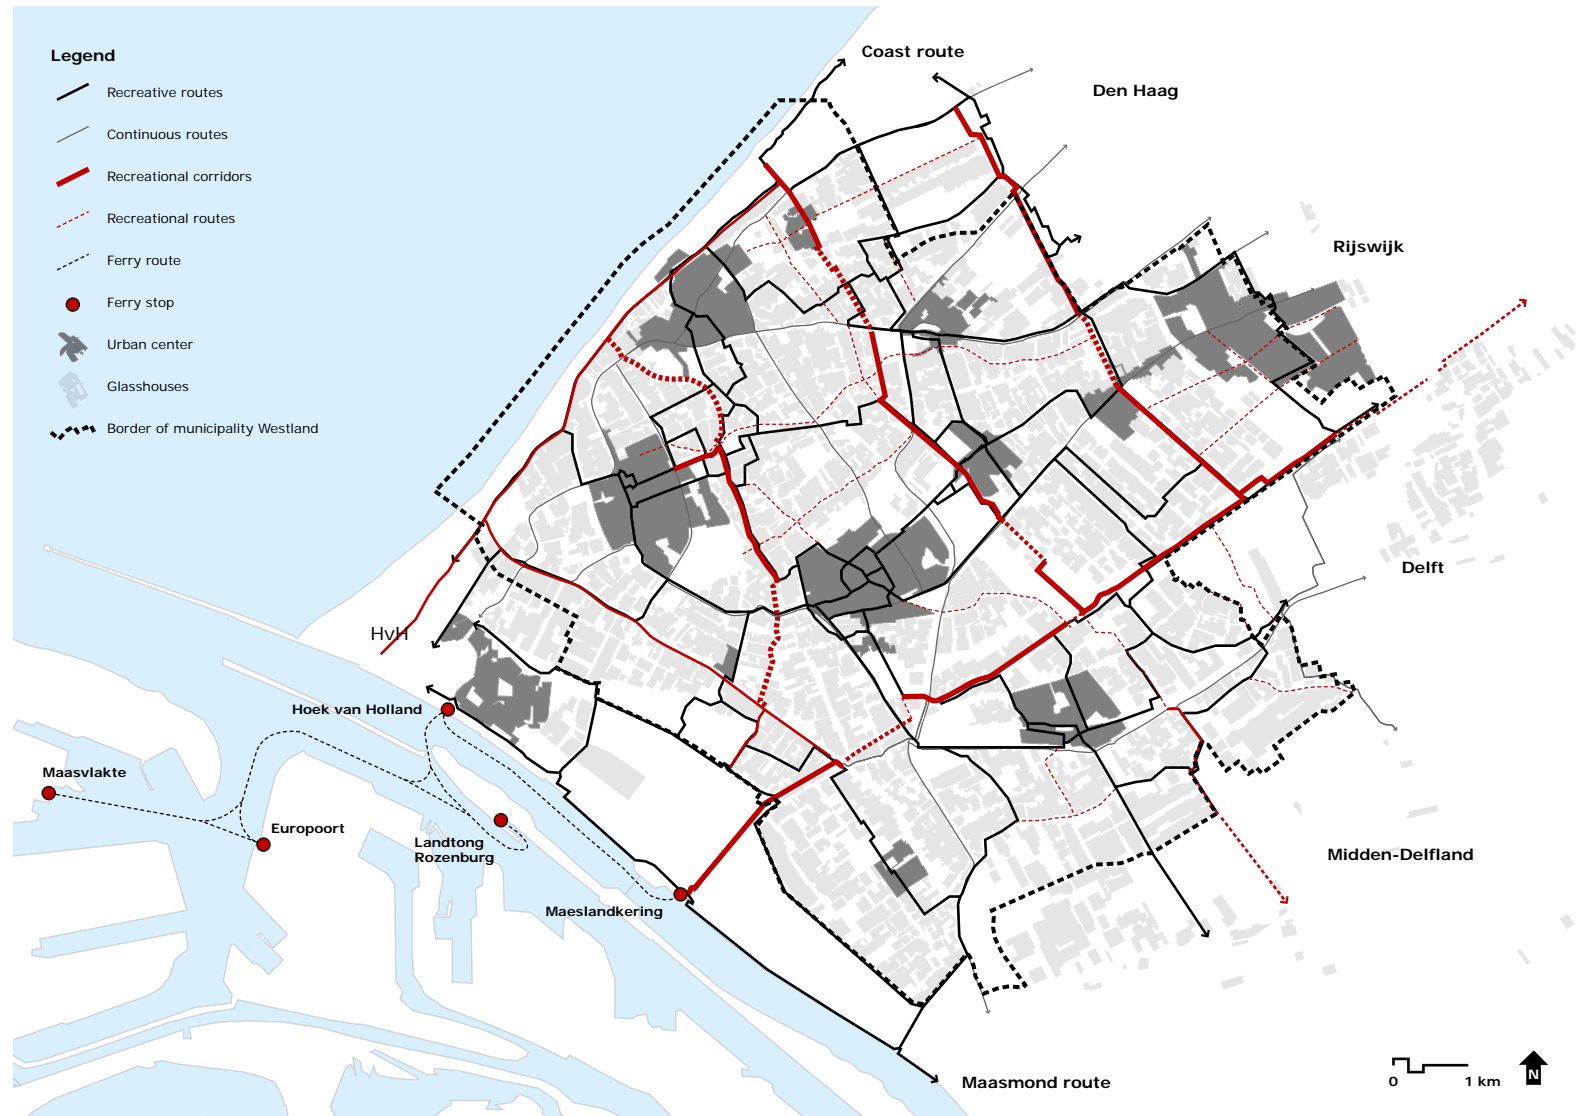 Legend
Recreative routes
Continuous routes
Recreational corridors
Recreational routes
Ferry route
Ferry stop
Urban center
Glasshouses
Border of municipality Westland
Coast route
Den Haag
Rijswijk
Delft
HvH
Hoek van Holland
Maasvlakte
Europoort
Landtong
Rozenburg
Maeslandkering
Midden-Delfland
Maasmond route
0 1 km
N